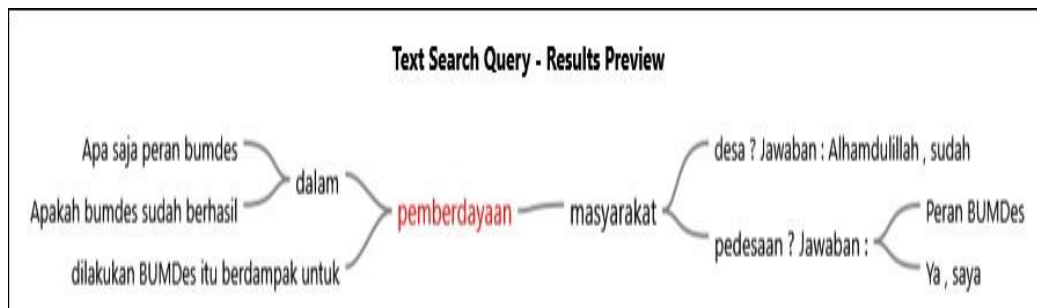 Text Search Query - Results Preview
Apa saja peran bumdes
Apakah bumdes sudah berhasil
dalam
dilakukan BUMDes itu berdampak untuk
pemberdayaan
masyarakat
desa ? Jawaban : Alhamdulillah , sudah
pedesaan ? Jawaban :
Peran BUMDes
Ya , saya